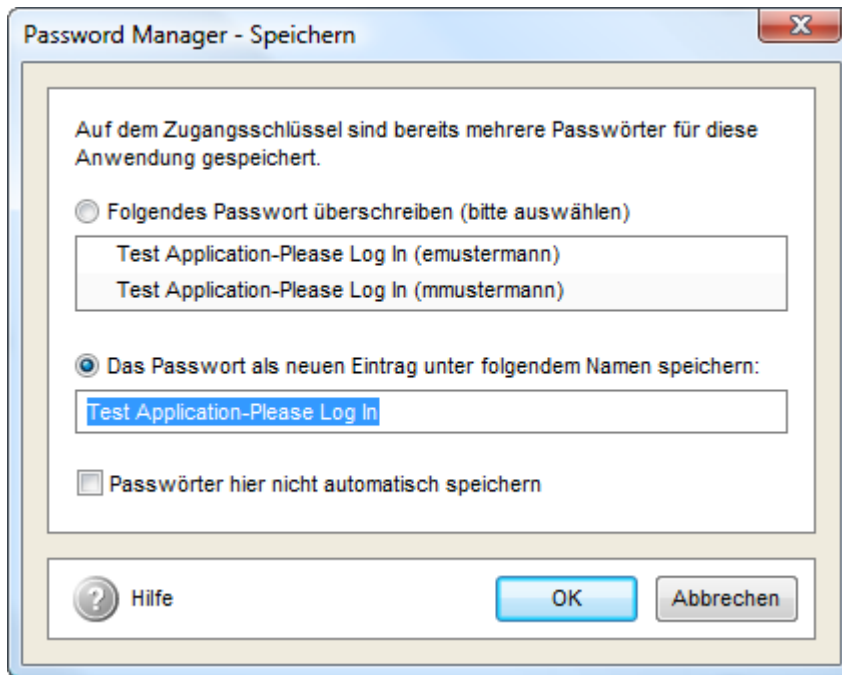 Password Manager - Speichern
Auf dem Zugangsschlüssel sind bereits mehrere Passwörter für diese
Anwendung gespeichert.
Folgendes Passwort überschreiben (bitte auswählen)
Test Application-Please Log In (emustermann)
Test Application-Please Log In (mmustermann)
Das Passwort als neuen Eintrag unter folgendem Namen speichern:
Test Application-Please Log In
Passwörter hier nicht automatisch speichern
? Hilfe OK Abbrechen